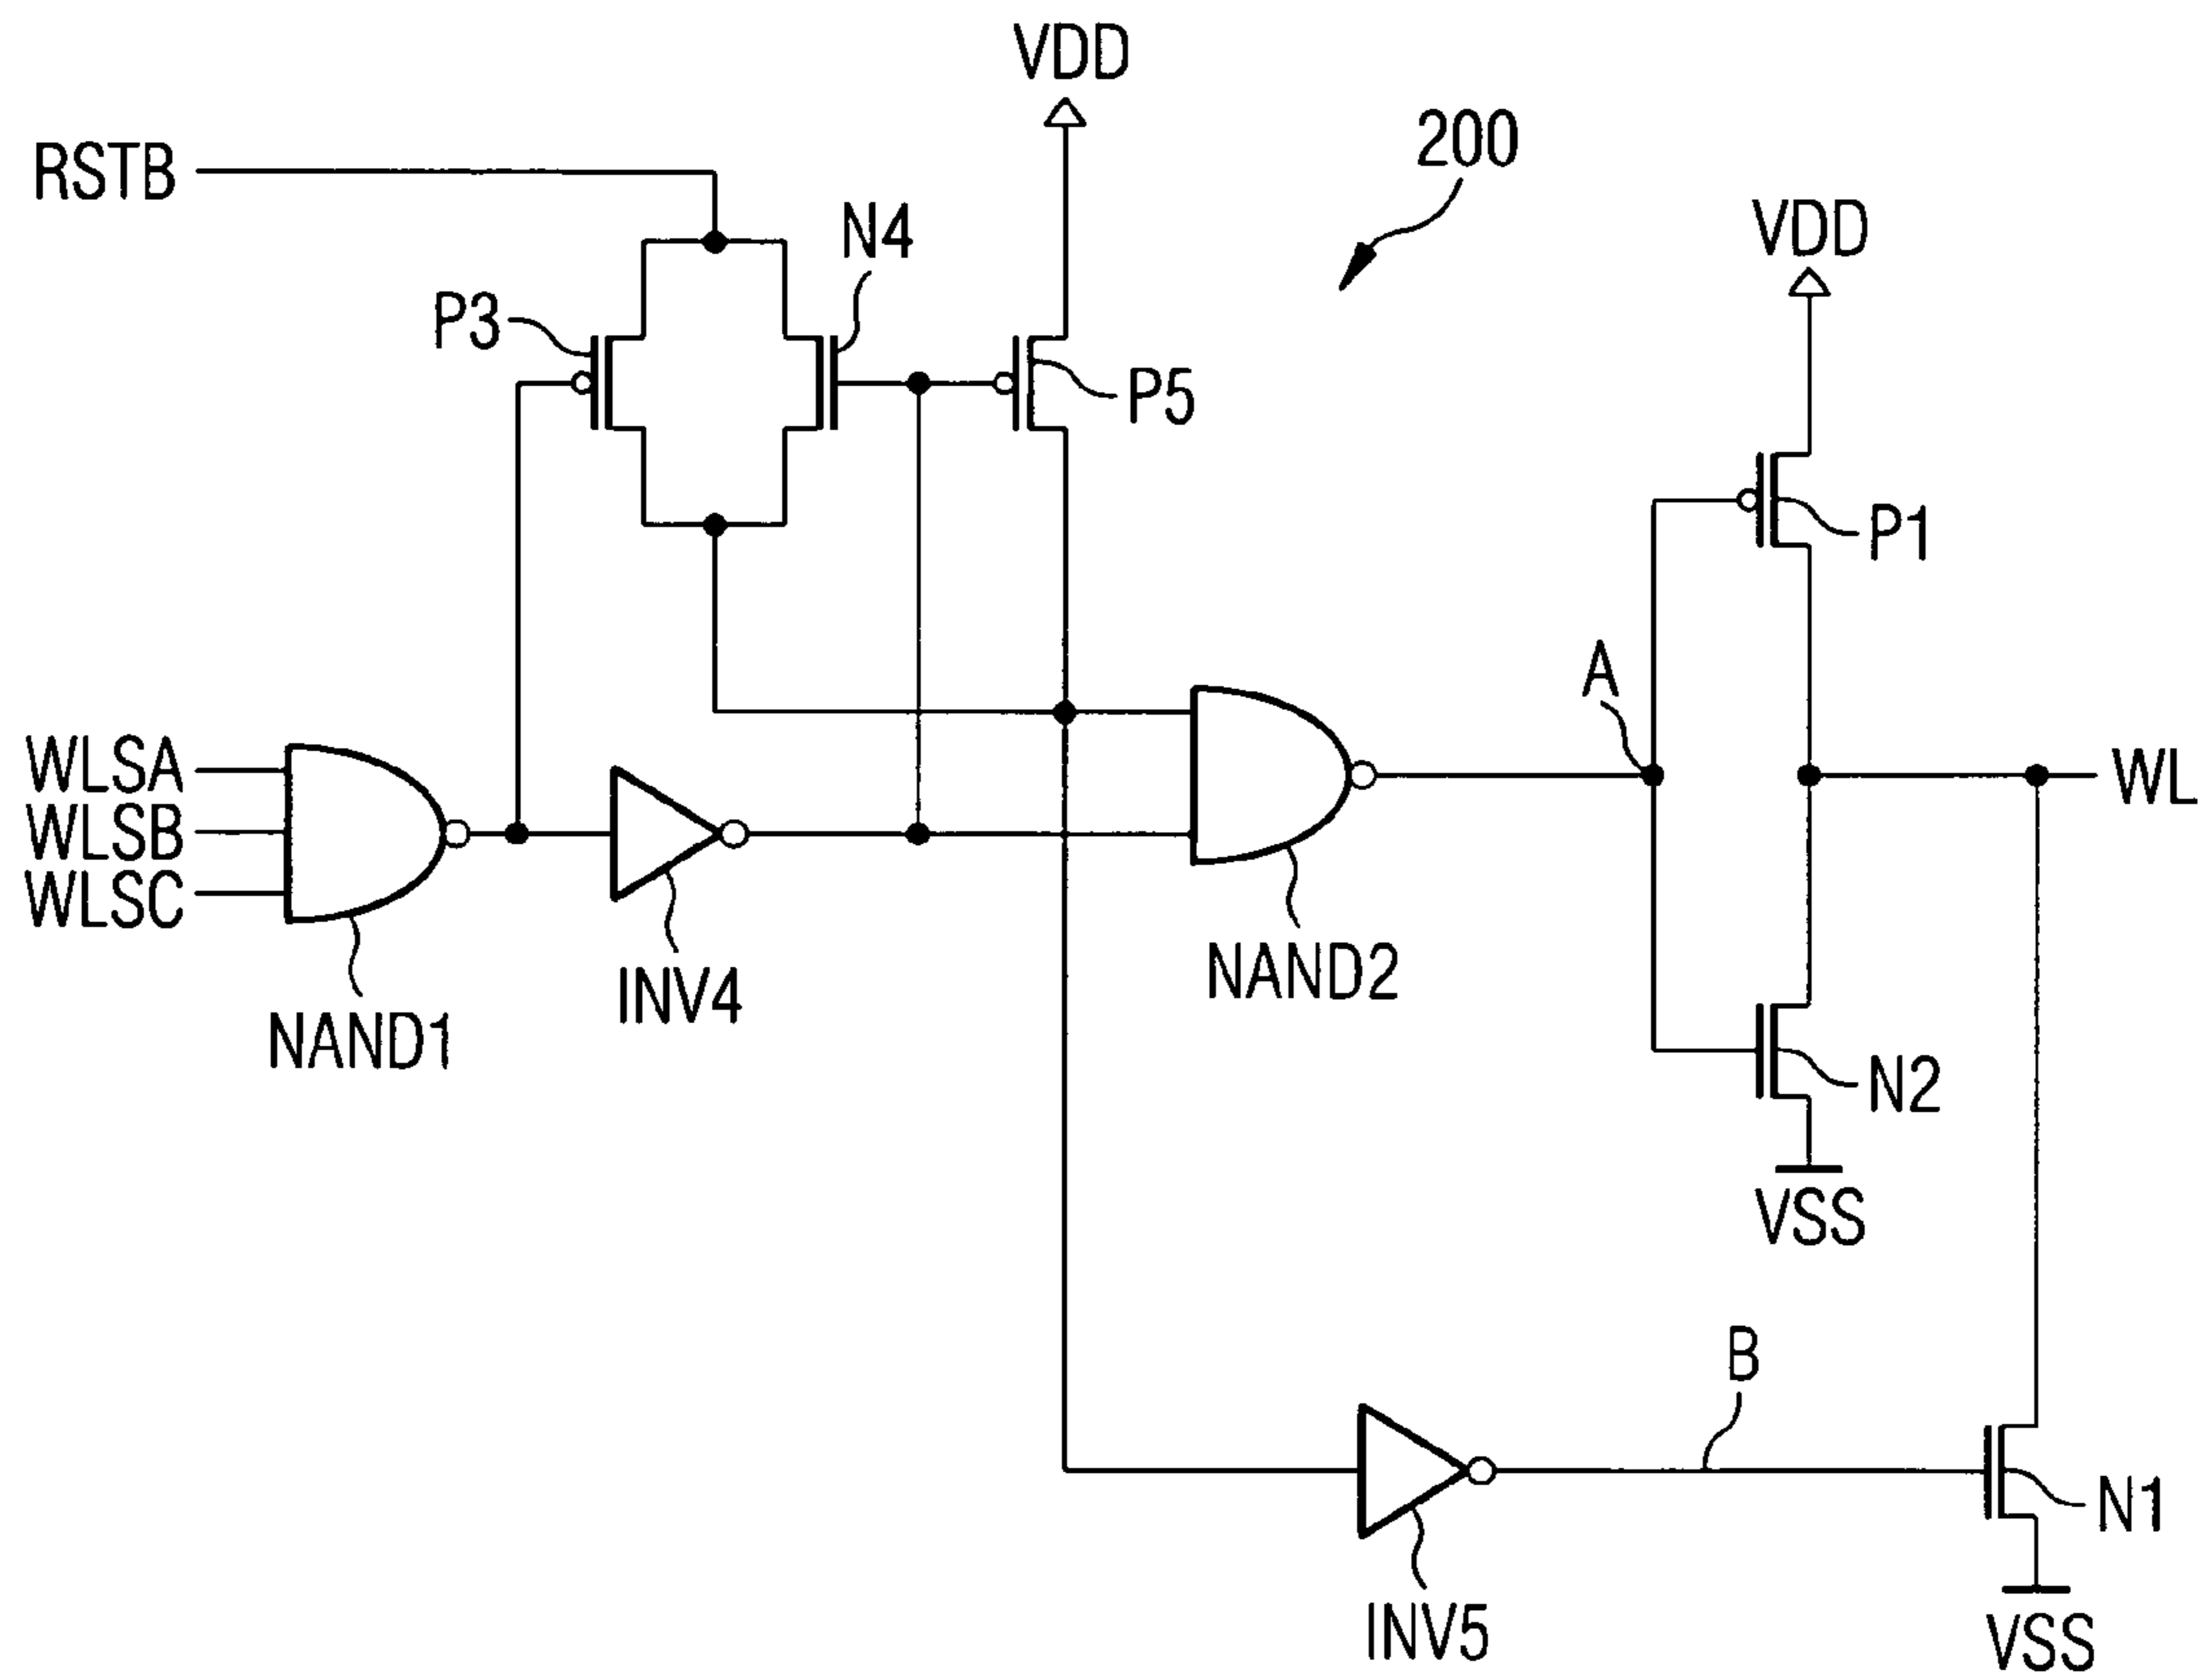 VDD
200
RSTB
N4
VDD
P3
P5
P1
A
WLSA
WL
WLSB
WLSC
NAND2
INV4
NAND1
N2
VSS
B
N1
INV5
VSS